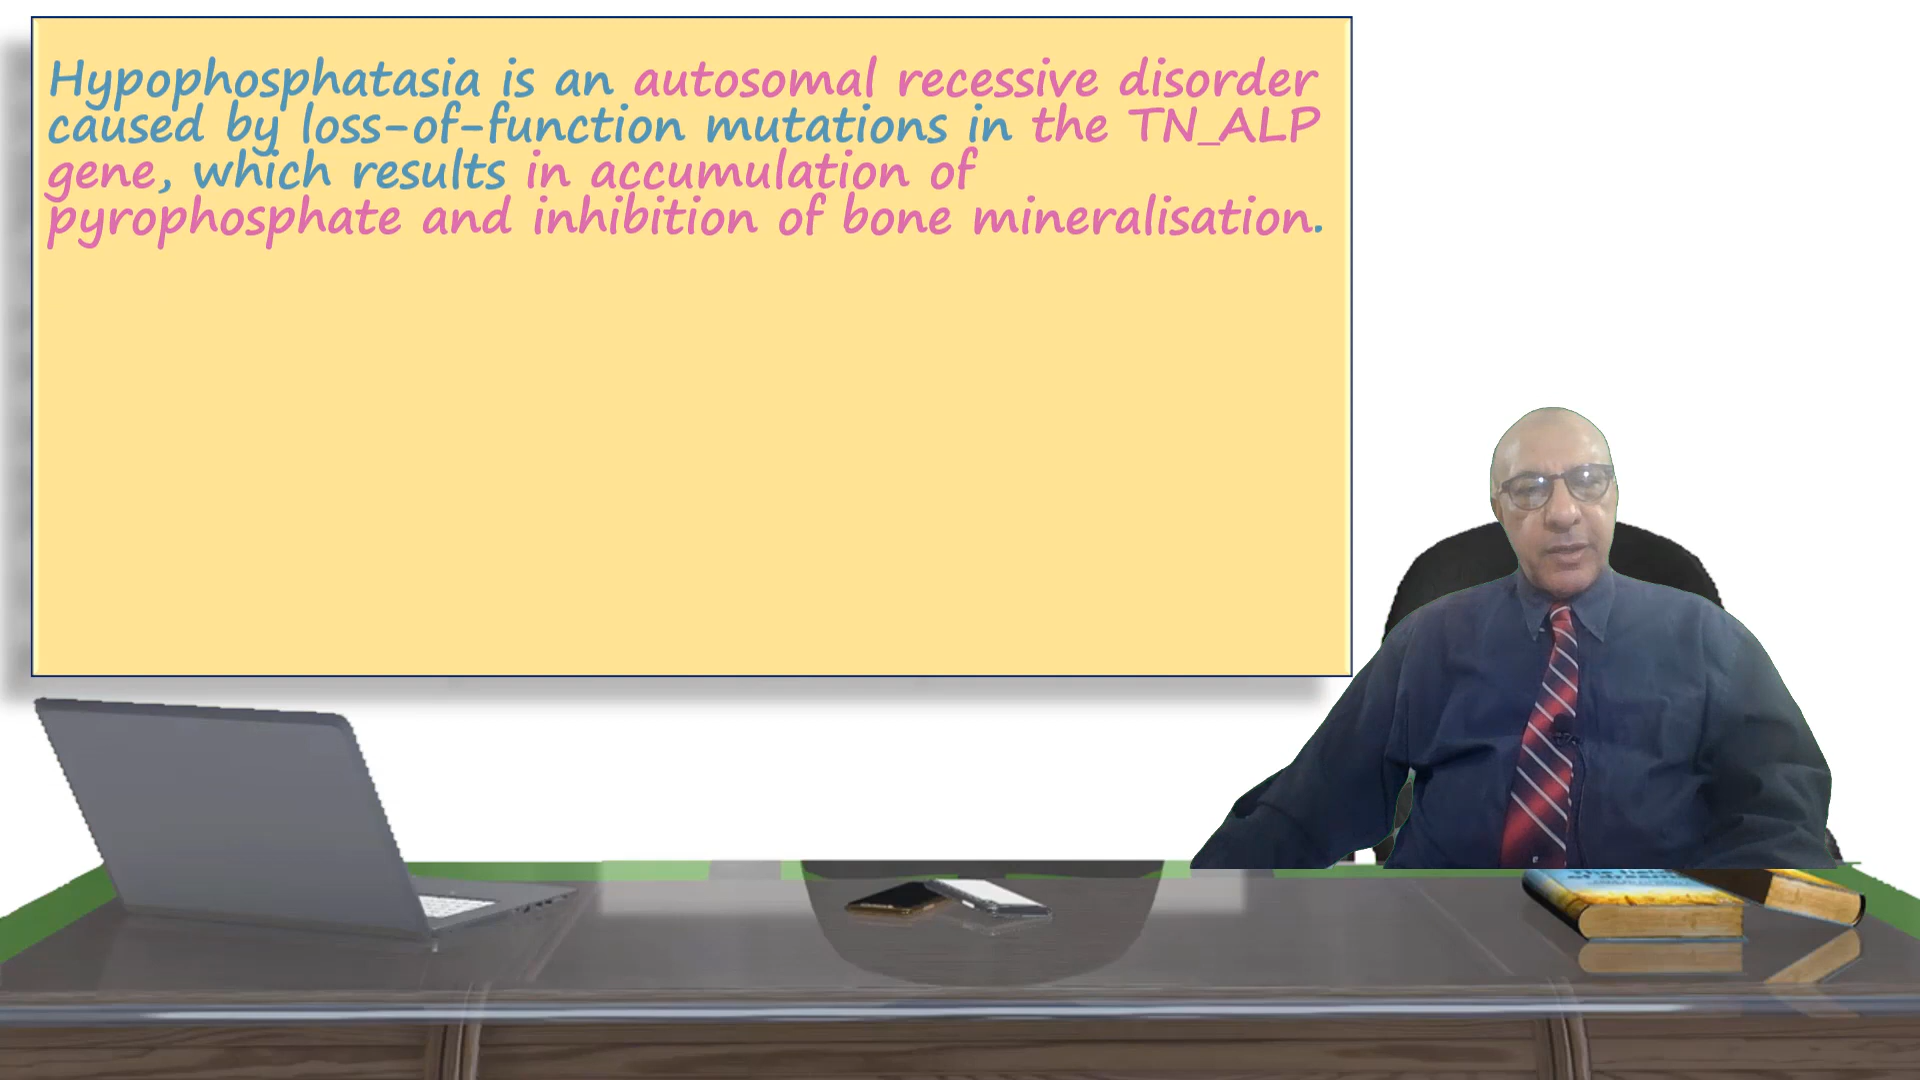 Hypophosphatasia is an autosomal recessive disorder
caused by loss-of-function mutations in the TN_ALP
gene, which results in accumulation of
pyrophosphate and inhibition of bone mineralisation.